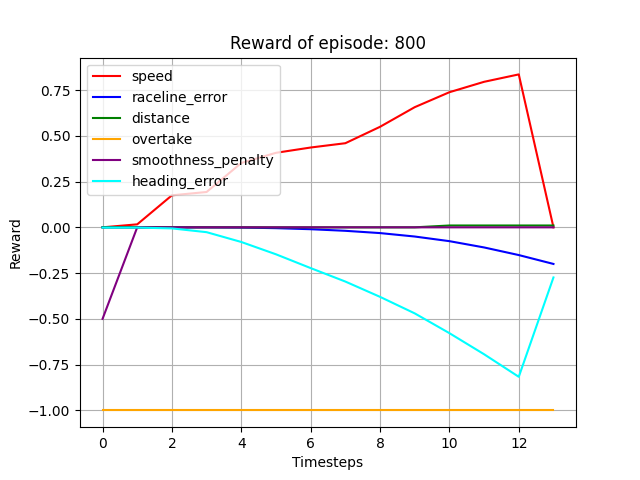 Reward of episode: 800
speed
raceline_error
distance
overtake
smoothness_penalty
heading_error
0.75
0.50
0.25
0.00
−0.25
−0.50
−0.75
−1.00
Reward
0 2 4 6 8 10 12
Timesteps